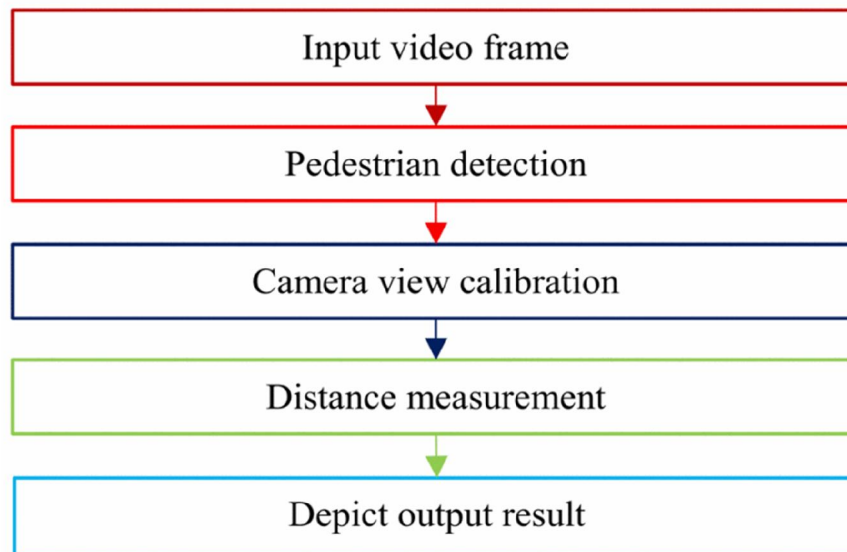 Input video frame
Pedestrian detection
Camera view calibration
Distance measurement
Depict output result